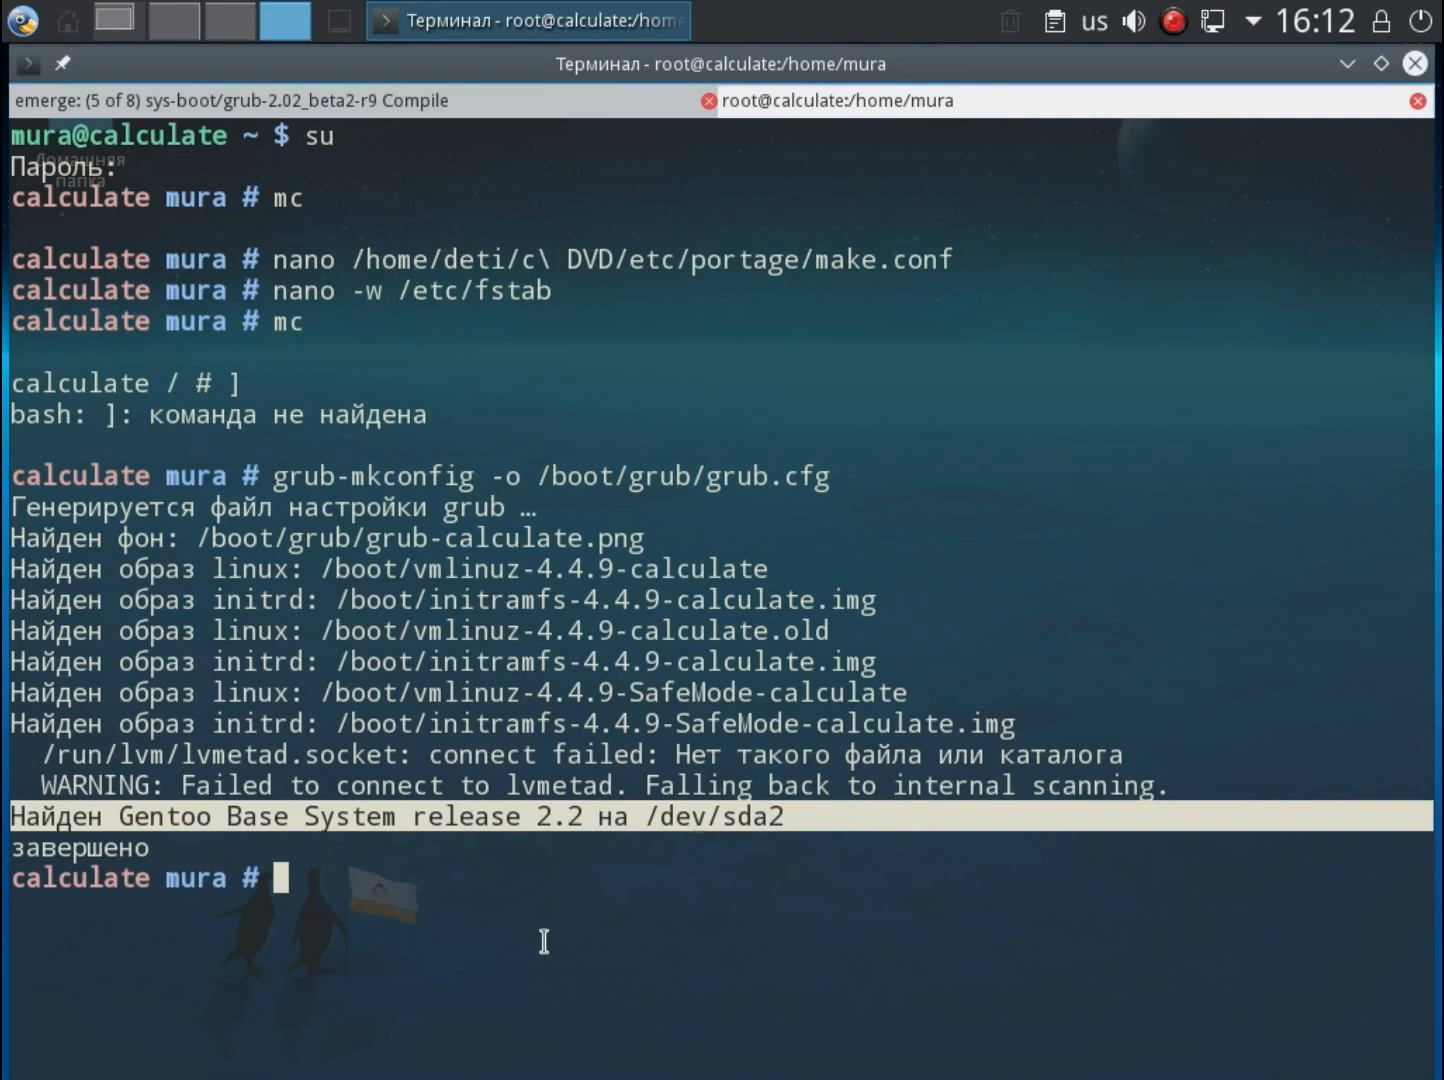 Терминал - root@calculate:/hom
us
16:12
Терминал - root@calculate:/home/mura
emerge: (5 of 8) sys-boot/grub-2.02_beta2-r9 Compile
root@calculate:/home/mura
mura@calculate ~ $ su
Домашняя
Пароль:
папка
calculate mura # mc
calculate mura # nano /home/deti/c\ DVD/etc/portage/make.conf
calculate mura # nano -w /etc/fstab
calculate mura # mc
calculate / # ]
bash: ]: команда не найдена
calculate mura # grub-mkconfig -o /boot/grub/grub.cfg
Генерируется файл настройки grub …
Найден фон: /boot/grub/grub-calculate.png
Найден образ linux: /boot/vmlinuz-4.4.9-calculate
Найден образ initrd: /boot/initramfs-4.4.9-calculate.img
Найден образ linux: /boot/vmlinuz-4.4.9-calculate.old
Найден образ initrd: /boot/initramfs-4.4.9-calculate.img
Найден образ linux: /boot/vmlinuz-4.4.9-SafeMode-calculate
Найден образ initrd: /boot/initramfs-4.4.9-SafeMode-calculate.img
/run/lvm/lvmetad.socket: connect failed: Нет такого файла или каталога
WARNING: Failed to connect to lvmetad. Falling back to internal scanning.
Найден Gentoo Base System release 2.2 на /dev/sda2
завершено
calculate mura #